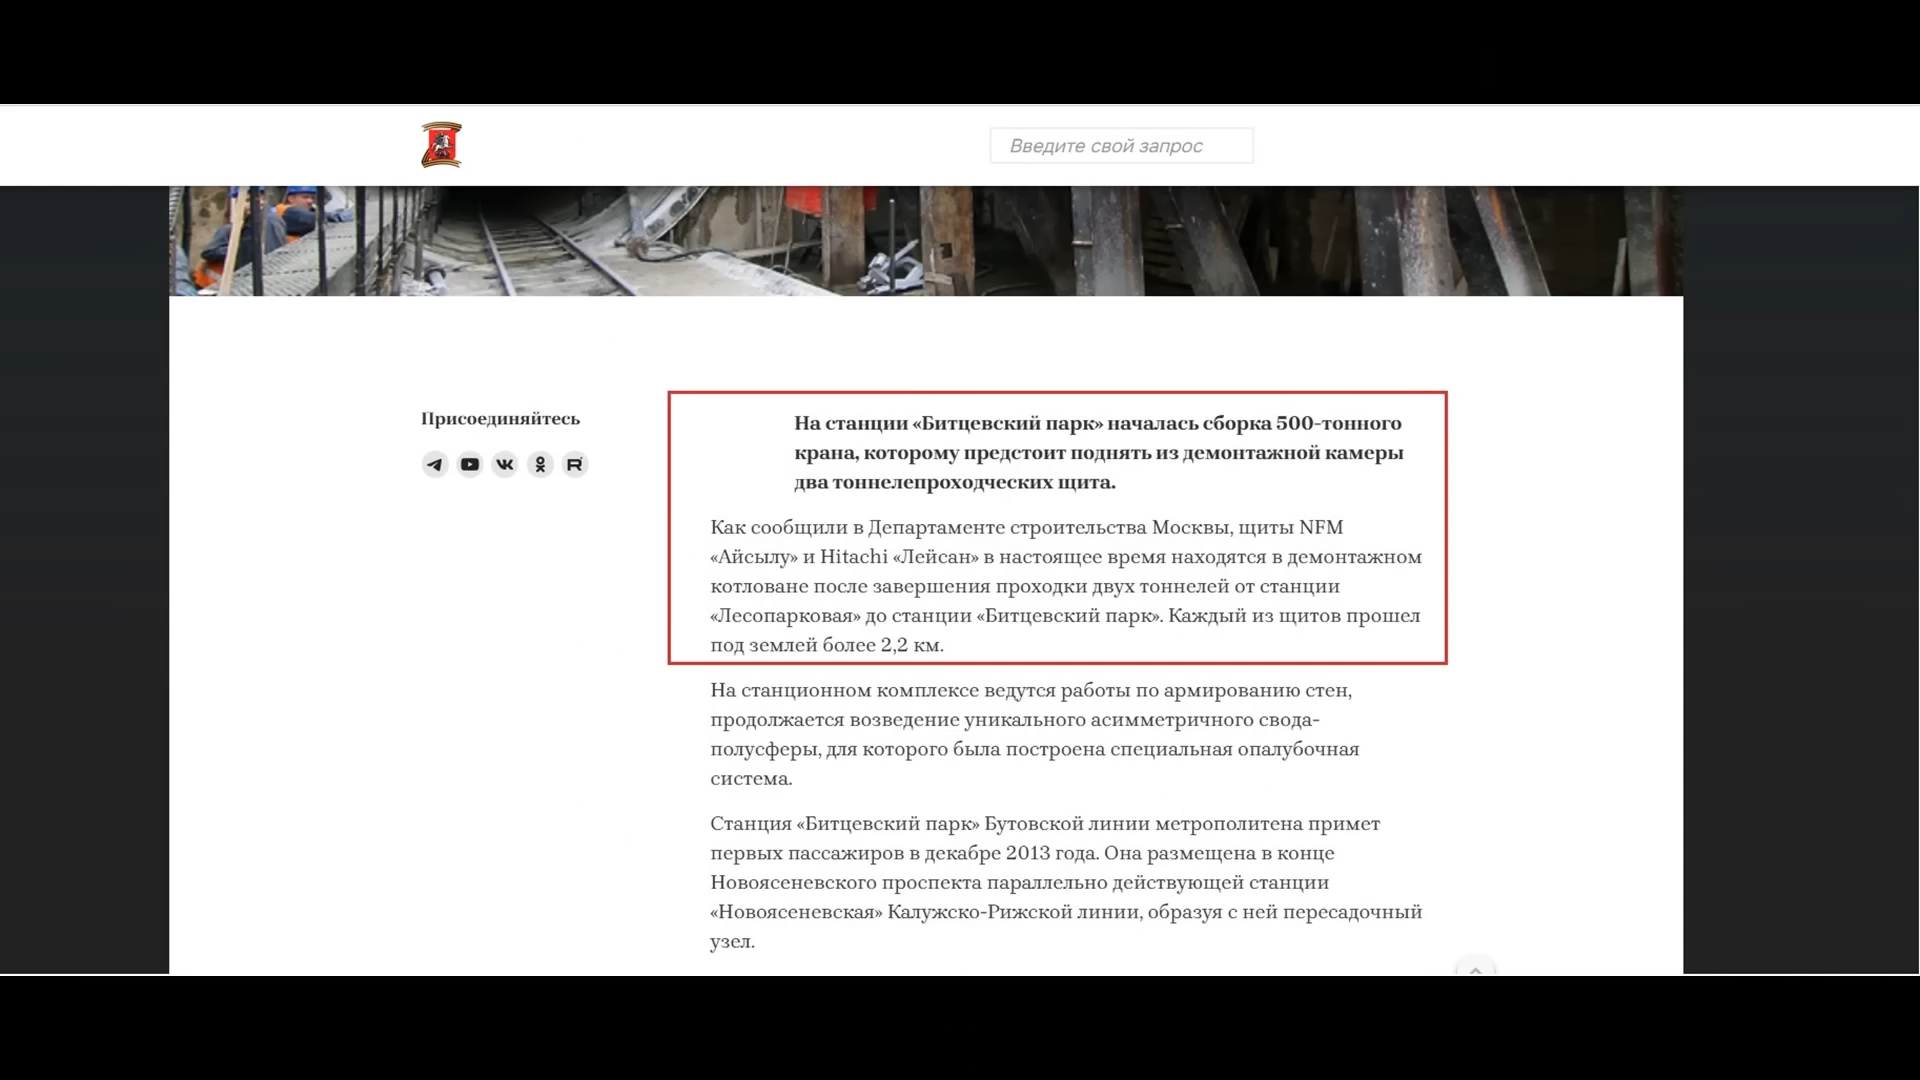 Введите свой запрос
Присоединяйтесь
На станции «Битцевский парк» началась сборка 500-тонного
крана, которому предстоит поднять из демонтажной камеры
два тоннелепроходческих щита.
Как сообщили в Департаменте строительства Москвы, щиты NFM
«Айсылу» и Hitachi «Лейсан» в настоящее время находятся в демонтажном
котловане после завершения проходки двух тоннелей от станции
«Лесопарковая» до станции «Битцевский парк». Каждый из щитов прошел
под землей более 2,2 км.
На станционном комплексе ведутся работы по армированию стен,
продолжается возведение уникального асимметричного свода-
полусферы, для которого была построена специальная опалубочная
система.
Станция «Битцевский парк» Бутовской линии метрополитена примет
первых пассажиров в декабре 2013 года. Она размещена в конце
Новоясеневского проспекта параллельно действующей станции
«Новоясеневская» Калужско-Рижской линии, образуя с ней пересадочный
узел.